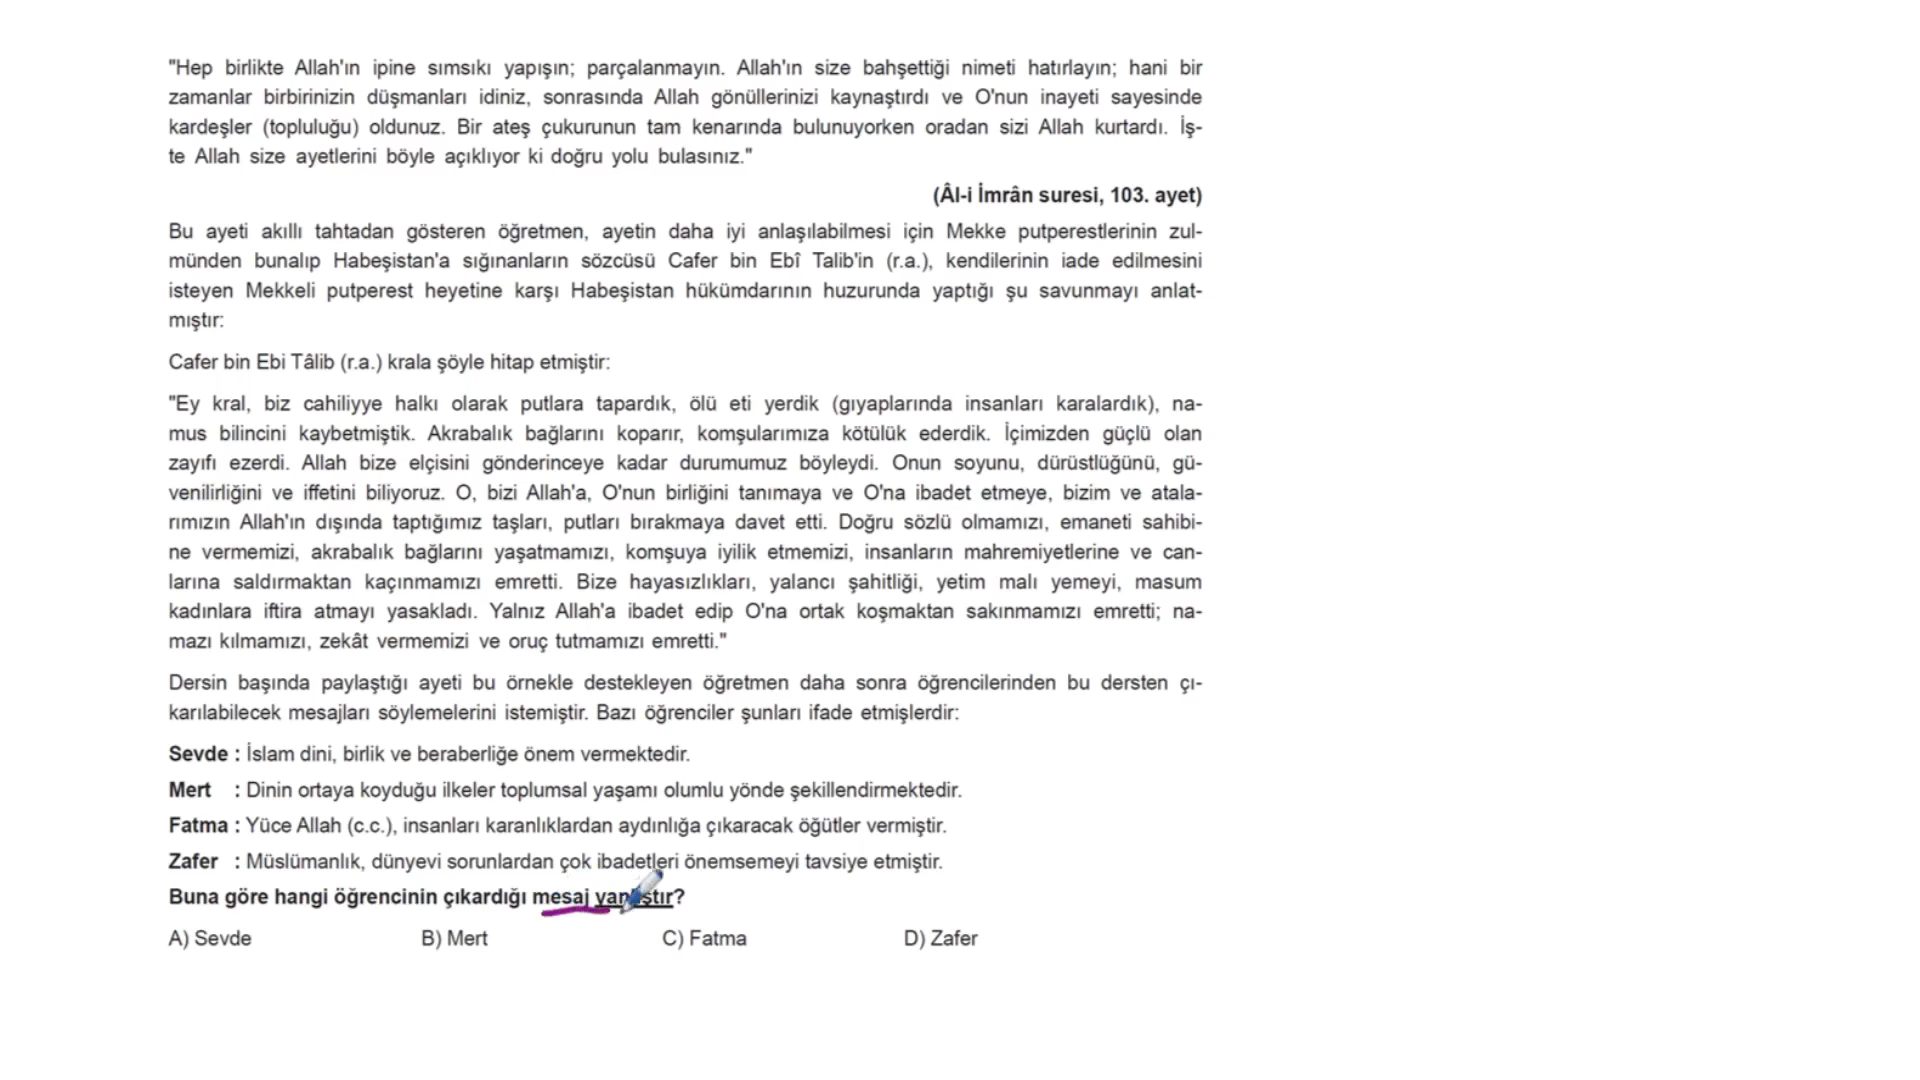 "Hep birlikte Allah'ın ipine sımsıkı yapışın; parçalanmayın. Allah'ın size bahşettiği nimeti hatırlayın; hani bir
zamanlar birbirinizin düşmanları idiniz, sonrasında Allah gönüllerinizi kaynaştırdı ve O'nun inayeti sayesinde
kardeşler (topluluğu) oldunuz. Bir ateş çukurunun tam kenarında bulunuyorken oradan sizi Allah kurtardı. İş-
te Allah size ayetlerini böyle açıklıyor ki doğru yolu bulasınız."
(Âl-i İmrân suresi, 103. ayet)
Bu ayeti akıllı tahtadan gösteren öğretmen, ayetin daha iyi anlaşılabilmesi için Mekke putperestlerinin zul-
münden bunalıp Habeşistan'a sığınanların sözcüsü Cafer bin Ebî Talib'in (r.a.), kendilerinin iade edilmesini
isteyen Mekkeli putperest heyetine karşı Habeşistan hükümdarının huzurunda yaptığı şu savunmayı anlat-
mıştır:
Cafer bin Ebi Tâlib (r.a.) krala şöyle hitap etmiştir:
"Ey kral, biz cahiliyye halkı olarak putlara tapardık, ölü eti yerdik (gıyaplarında insanları karalardık), na-
mus bilincini kaybetmiştik. Akrabalık bağlarını koparır, komşularımıza kötülük ederdik. İçimizden güçlü olan
zayıfı ezerdi. Allah bize elçisini gönderinceye kadar durumumuz böyleydi. Onun soyunu, dürüstlüğünü, gü-
venilirliğini ve iffetini biliyoruz. O, bizi Allah'a, O'nun birliğini tanımaya ve O'na ibadet etmeye, bizim ve atala-
rımızın Allah'ın dışında taptığımız taşları, putları bırakmaya davet etti. Doğru sözlü olmamızı, emaneti sahibi-
ne vermemizi, akrabalık bağlarını yaşatmamızı, komşuya iyilik etmemizi, insanların mahremiyetlerine ve can-
larına saldırmaktan kaçınmamızı emretti. Bize hayasızlıkları, yalancı şahitliği, yetim malı yemeyi, masum
kadınlara iftira atmayı yasakladı. Yalnız Allah'a ibadet edip O'na ortak koşmaktan sakınmamızı emretti; na-
mazı kılmamızı, zekât vermemizi ve oruç tutmamızı emretti."
Dersin başında paylaştığı ayeti bu örnekle destekleyen öğretmen daha sonra öğrencilerinden bu dersten çı-
karılabilecek mesajları söylemelerini istemiştir. Bazı öğrenciler şunları ifade etmişlerdir:
Sevde : İslam dini, birlik ve beraberliğe önem vermektedir.
Mert : Dinin ortaya koyduğu ilkeler toplumsal yaşamı olumlu yönde şekillendirmektedir.
Fatma : Yüce Allah (c.c.), insanları karanlıklardan aydınlığa çıkaracak öğütler vermiştir.
Zafer : Müslümanlık, dünyevi sorunlardan çok ibadetleri önemsemeyi tavsiye etmiştir.
Buna göre hangi öğrencinin çıkardığı mesaj yanlıştır?
A) Sevde B) Mert C) Fatma D) Zafer